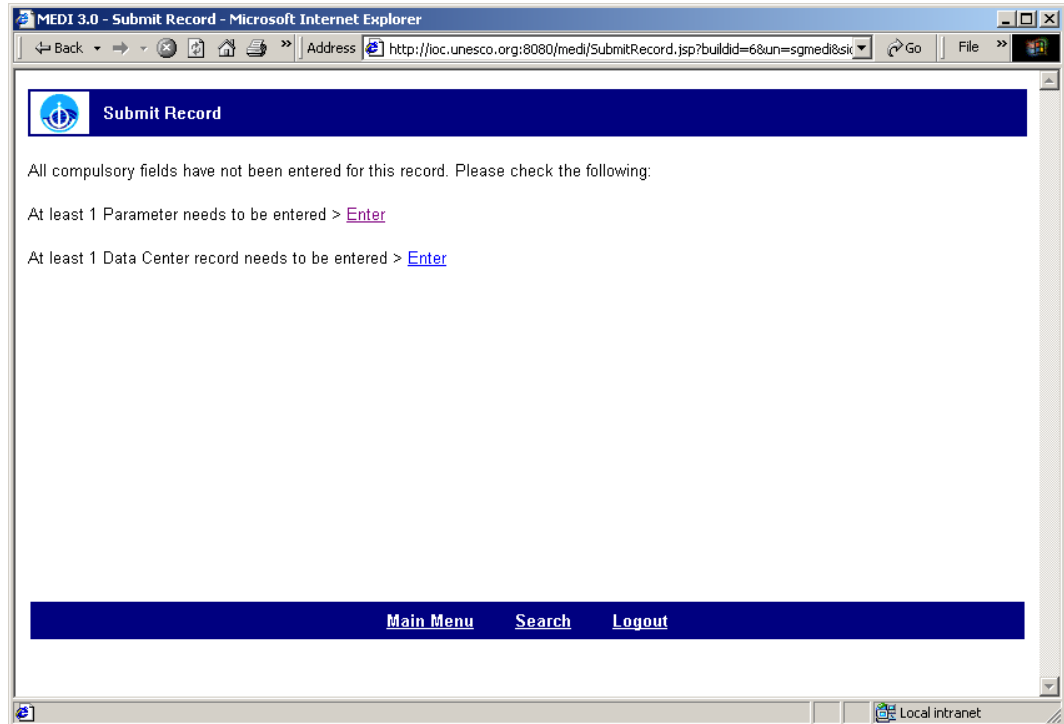 MEDI 3.0 - Submit Record - Microsoft Internet Explorer
Back » Address http://ioc.unesco.org:8080/medi/SubmitRecord.jsp?buildid=6&un=sgmedi&sic Go File »
Submit Record
All compulsory fields have not been entered for this record. Please check the following:
At least 1 Parameter needs to be entered > Enter
At least 1 Data Center record needs to be entered > Enter
Main Menu Search Logout
Local intranet